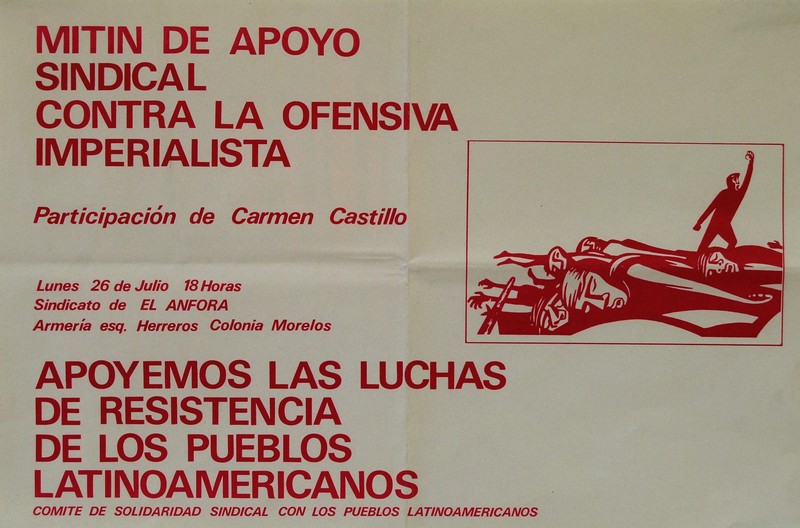 MITIN DE APOYO
SINDICAL
CONTRA LA OFENSIVA
IMPERIALISTA
Participación de Carmen Castillo
Lunes 26 de Julio 18 Horas
Sindicato de EL ANFORA
Armería esq. Herreros Colonia Morelos
APOYEMOS LAS LUCHAS
DE RESISTENCIA
DE LOS PUEBLOS
LATINOAMERICANOS
COMITE DE SOLIDARIDAD SINDICAL CON LOS PUEBLOS LATINOAMERICANOS